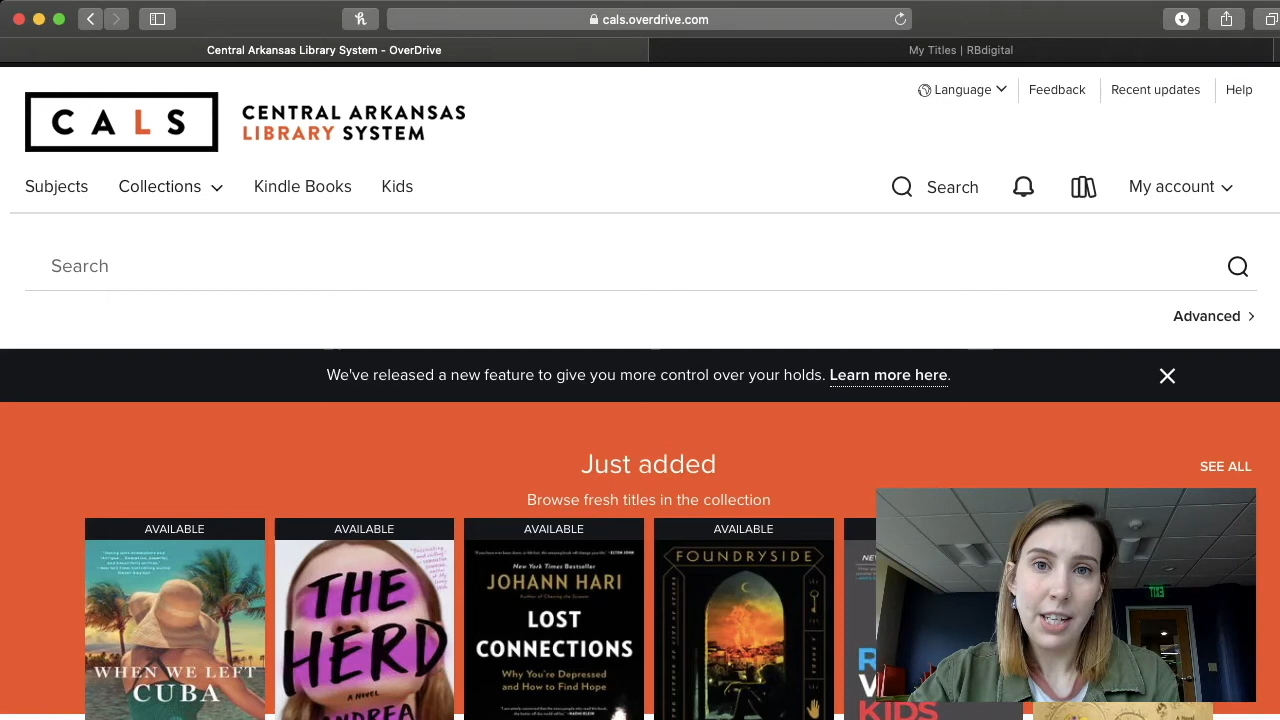 cals.overdrive.com
Central Arkansas Library System - OverDrive
My Titles | RBdigital
Language
Feedback
Recent updates
Help
CALS
CENTRAL ARKANSAS
LIBRARY SYSTEM
Subjects
Collections
Kindle Books
Kids
Search
My account
Search
Advanced
We've released a new feature to give you more control over your holds. Learn more here.
Just added
SEE ALL
Browse fresh titles in the collection
AVAILABLE
AVAILABLE
AVAILABLE
AVAILABLE
WHEN WE LEFT
CUBA
THE
HERD
A NOVEL
New York Times Bestseller
JOHANN HARI
LOST
CONNECTIONS
Why You're Depressed
and How to Find Hope
FOUNDRYSIDE
KIDS
EXIT